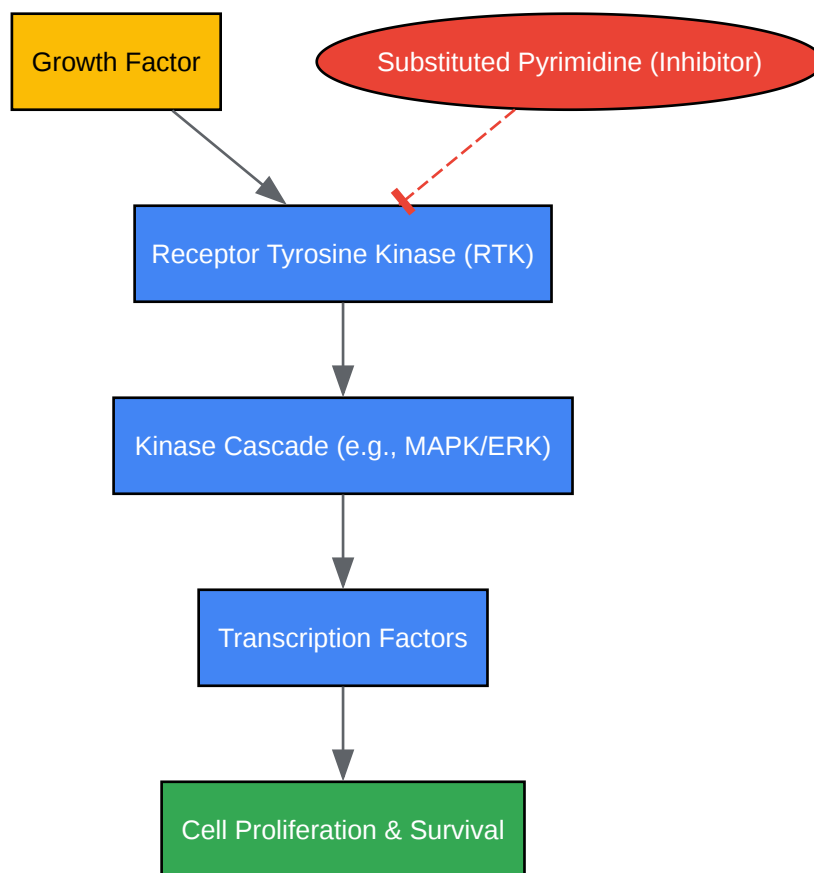 Growth Factor
Substituted Pyrimidine (Inhibitor)
Receptor Tyrosine Kinase (RTK)
Kinase Cascade (e.g., MAPK/ERK)
Transcription Factors
Cell Proliferation & Survival